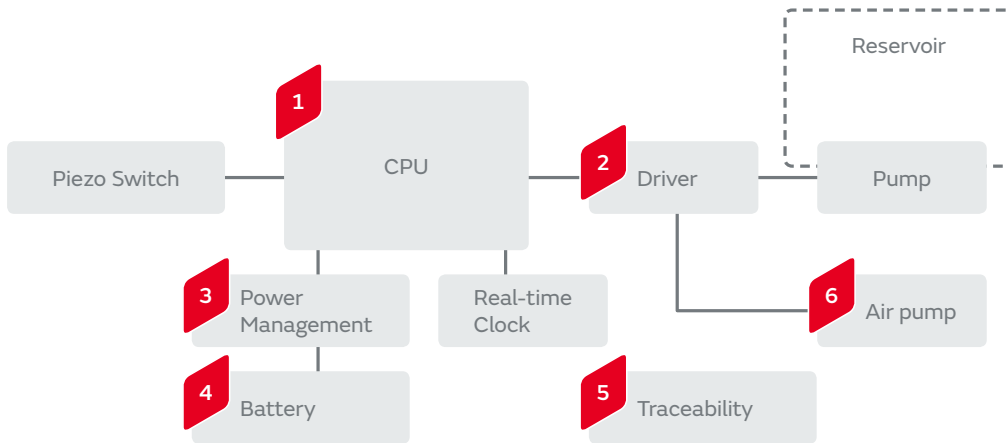 Reservoir
1
CPU
Piezo Switch
2
Driver
Pump
3
Power
Management
Real-time
Clock
6
Air pump
4
Battery
5
Traceability